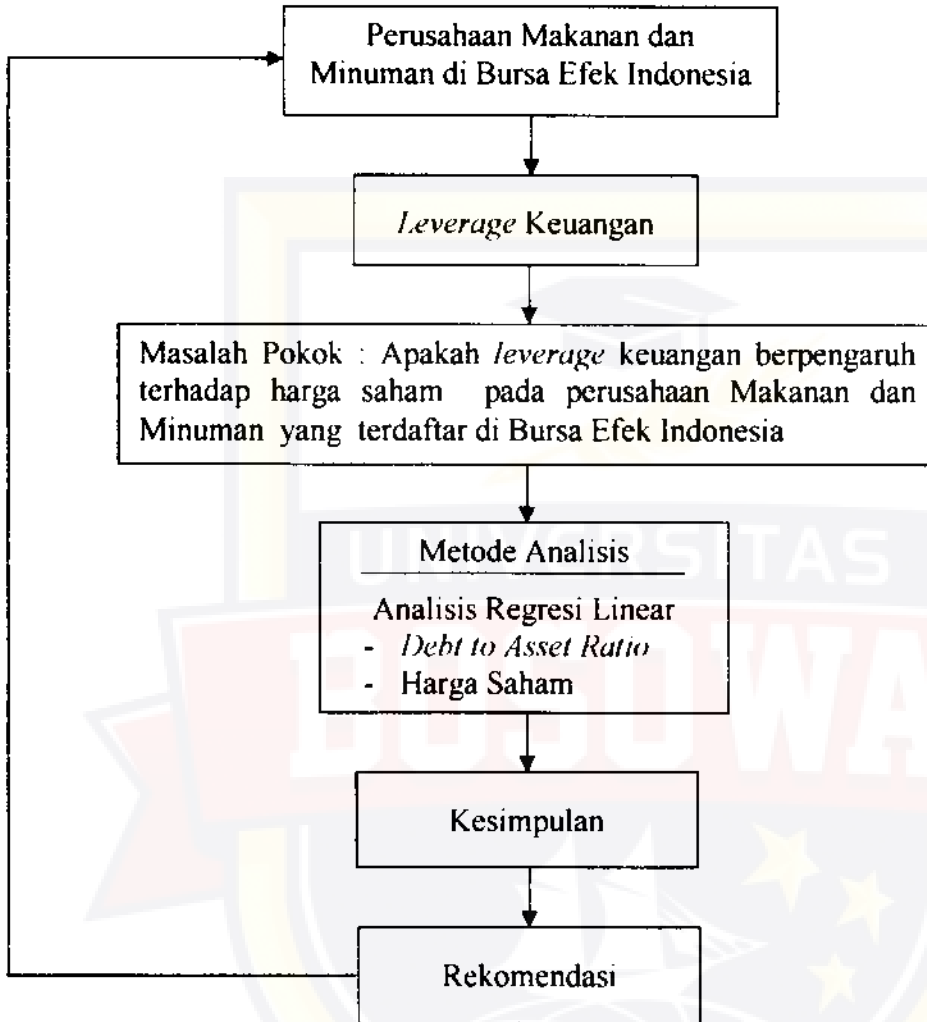 Perusahaan Makanan dan
Minuman di Bursa Efek Indonesia
Leverage Keuangan
Masalah Pokok : Apakah leverage keuangan berpengaruh
terhadap harga saham pada perusahaan Makanan dan
Minuman yang terdaftar di Bursa Efek Indonesia
Metode Analisis
Analisis Regresi Linear
- Debt to Asset Ratio
- Harga Saham
Kesimpulan
Rekomendasi
UNIVERSITAS
BOSOWA